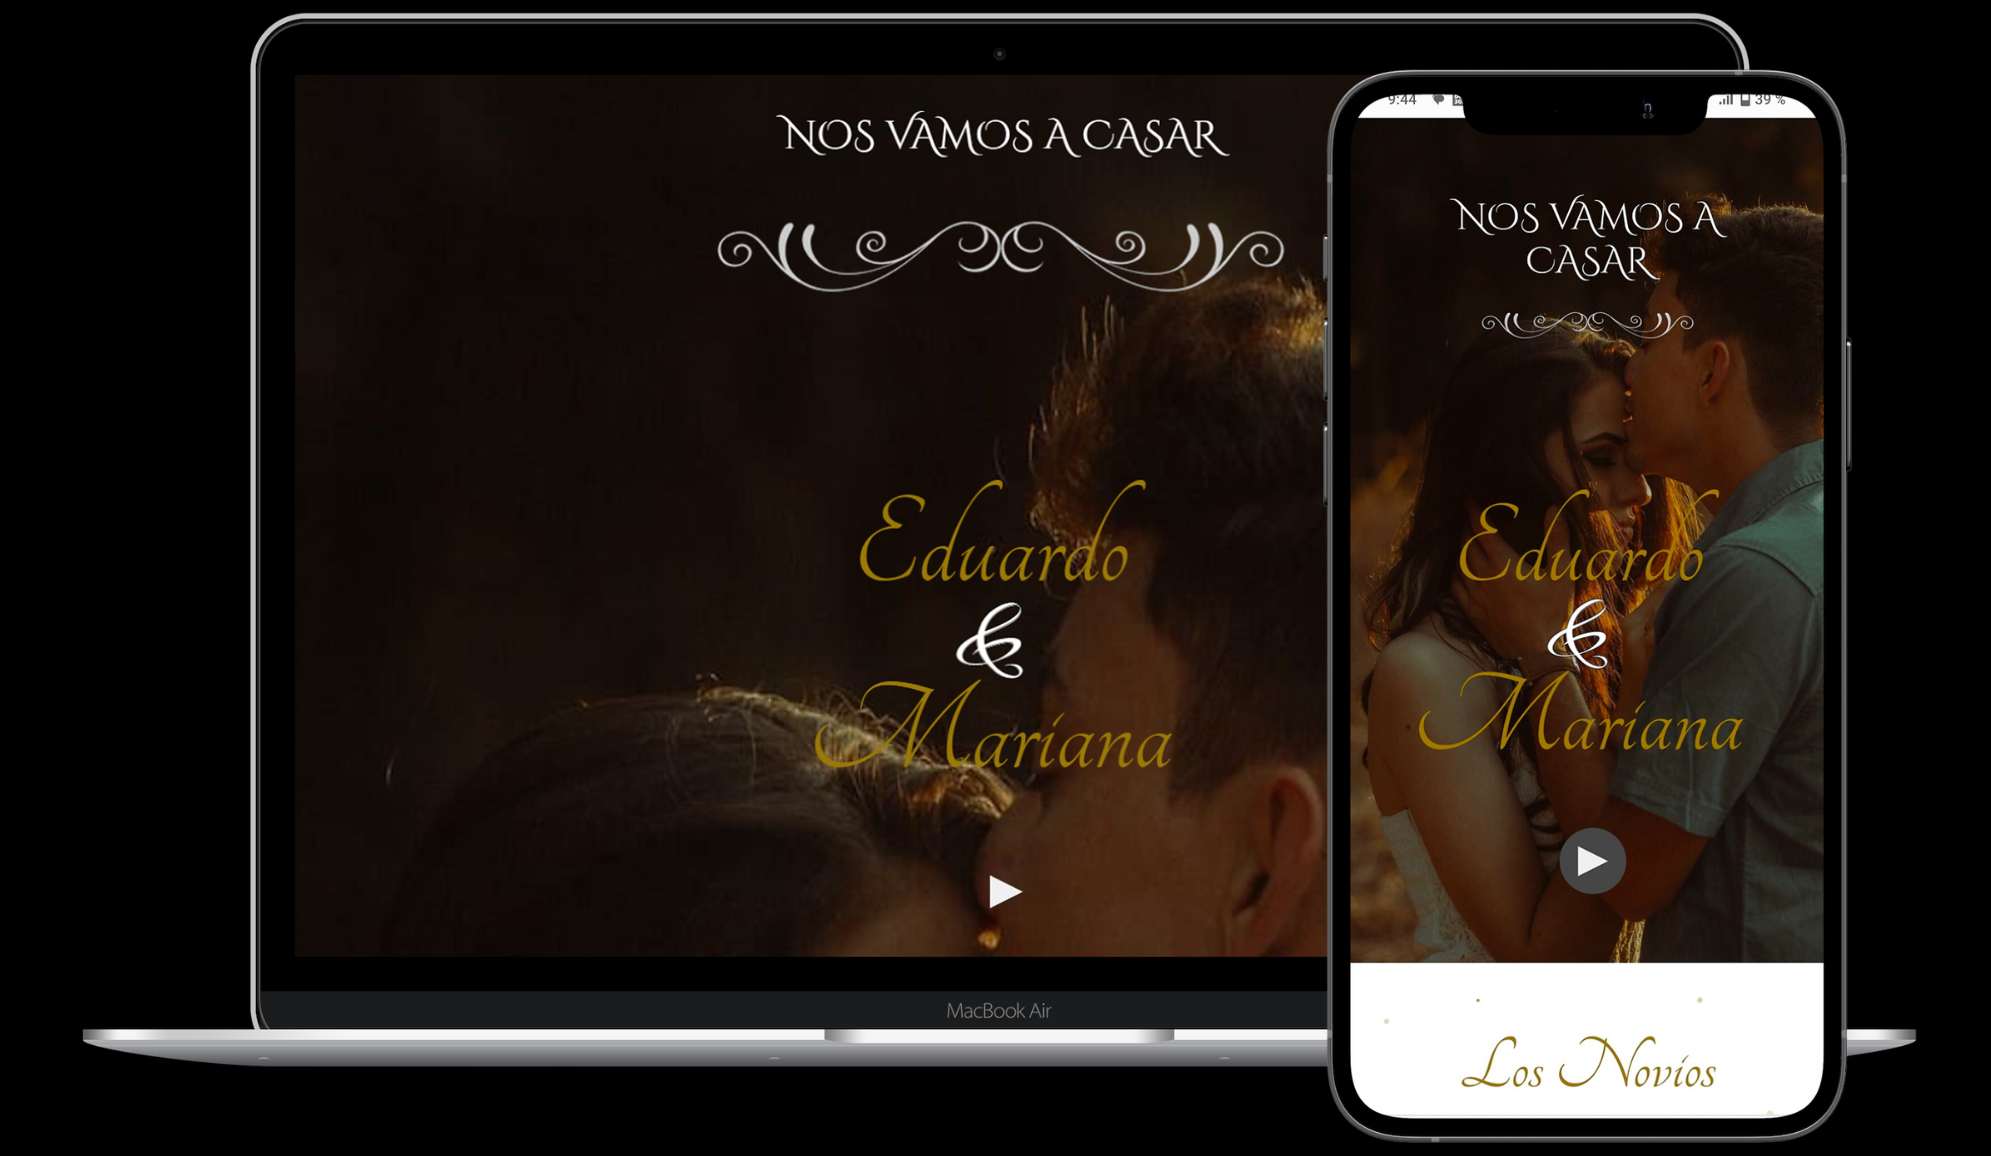 NOS VAMOS A CASAR
Eduardo
&
Mariana
MacBook Air
9:44
39 %
NOS VAMOS A
CASAR
Eduardo
&
Mariana
Los Novios